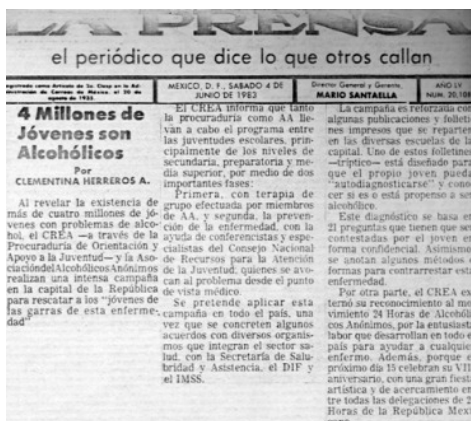 LA PRENSA
el periódico que dice lo que otros callan
MEXICO, D. F., SABADO 4 DE
JUNIO DE 1983
Director General y Gerente,
MARIO SANTAELLA
AÑO LV
NUM. 20,108
4 Millones de
Jóvenes son
Alcohólicos
Por
CLEMENTINA HERREROS A.
Al revelar la existencia de
más de cuatro millones de jó-
venes con problemas de alco-
hol, el CREA —a través de la
Procuraduría de Orientación y
Apoyo a la Juventud— y la Aso-
ciación de Alcohólicos Anónimos
realizan una intensa campaña
en la capital de la República
para rescatar a los "jóvenes de
las garras de esta enferme-
dad"
El CREA informa que tanto
la procuraduría como AA lle-
van a cabo el programa entre
las juventudes escolares, prin-
cipalmente de los niveles de
secundaria, preparatoria y me-
dia superior, por medio de dos
importantes fases:
Primera, con terapia de
grupo efectuada por miembros
de AA, y segunda, la preven-
ción de la enfermedad, con la
ayuda de conferencistas y espe-
cialistas del Consejo Nacional
de Recursos para la Atención
de la Juventud, quienes se avo-
can al problema desde el punto
de vista médico.
Se pretende aplicar esta
campaña en todo el país, una
vez que se concreten algunos
acuerdos con diversos organis-
mos que integran el sector sa-
lud, con la Secretaría de Salu-
bridad y Asistencia, el DIF y
el IMSS.
La campaña es reforzada con
algunas publicaciones y folleti-
nes impresos que se reparten
en las diversas escuelas de la
capital. Uno de estos folletines
—tríptico— está diseñado para
que el propio joven pueda
"autodiagnosticarse" y cono-
cer si es o está propenso a ser
alcohólico.
Este diagnóstico se basa en
21 preguntas que tienen que ser
contestadas por el joven en
forma confidencial. Asimismo
se anotan algunos métodos
formas para contrarrestar esta
enfermedad.
Por otra parte, el CREA ex-
ternó su reconocimiento al mo-
vimiento 24 Horas de Alcohóli-
cos Anónimos, por la entusiasta
labor que desarrollan en todo el
país para ayudar a cualquier
enfermo. Además, porque el
próximo día 15 celebran su VII
aniversario, con una gran fiesta
artística y de acercamiento en-
tre todas las delegaciones de 24
Horas de la República Mexi-